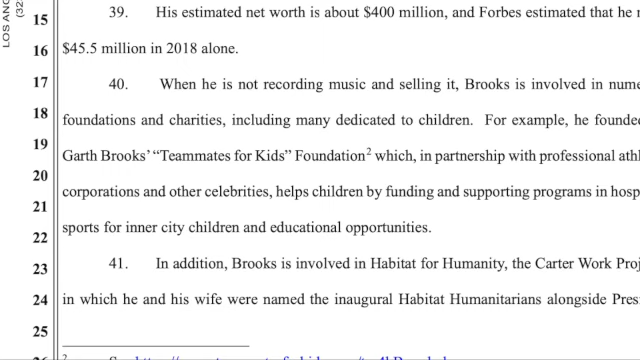 LOS ANG
(32
15 39. His estimated net worth is about $400 million, and Forbes estimated that he
16 $45.5 million in 2018 alone.
17 40. When he is not recording music and selling it, Brooks is involved in
18 foundations and charities, including many dedicated to children. For example, he founded
19 Garth Brooks’ “Teammates for Kids” Foundation2 which, in partnership with professional
20 corporations and other celebrities, helps children by funding and supporting programs in
21 sports for inner city children and educational opportunities.
22
23 41. In addition, Brooks is involved in Habitat for Humanity, the Carter Work
24 in which he and his wife were named the inaugural Habitat Humanitarians alongside
25
2